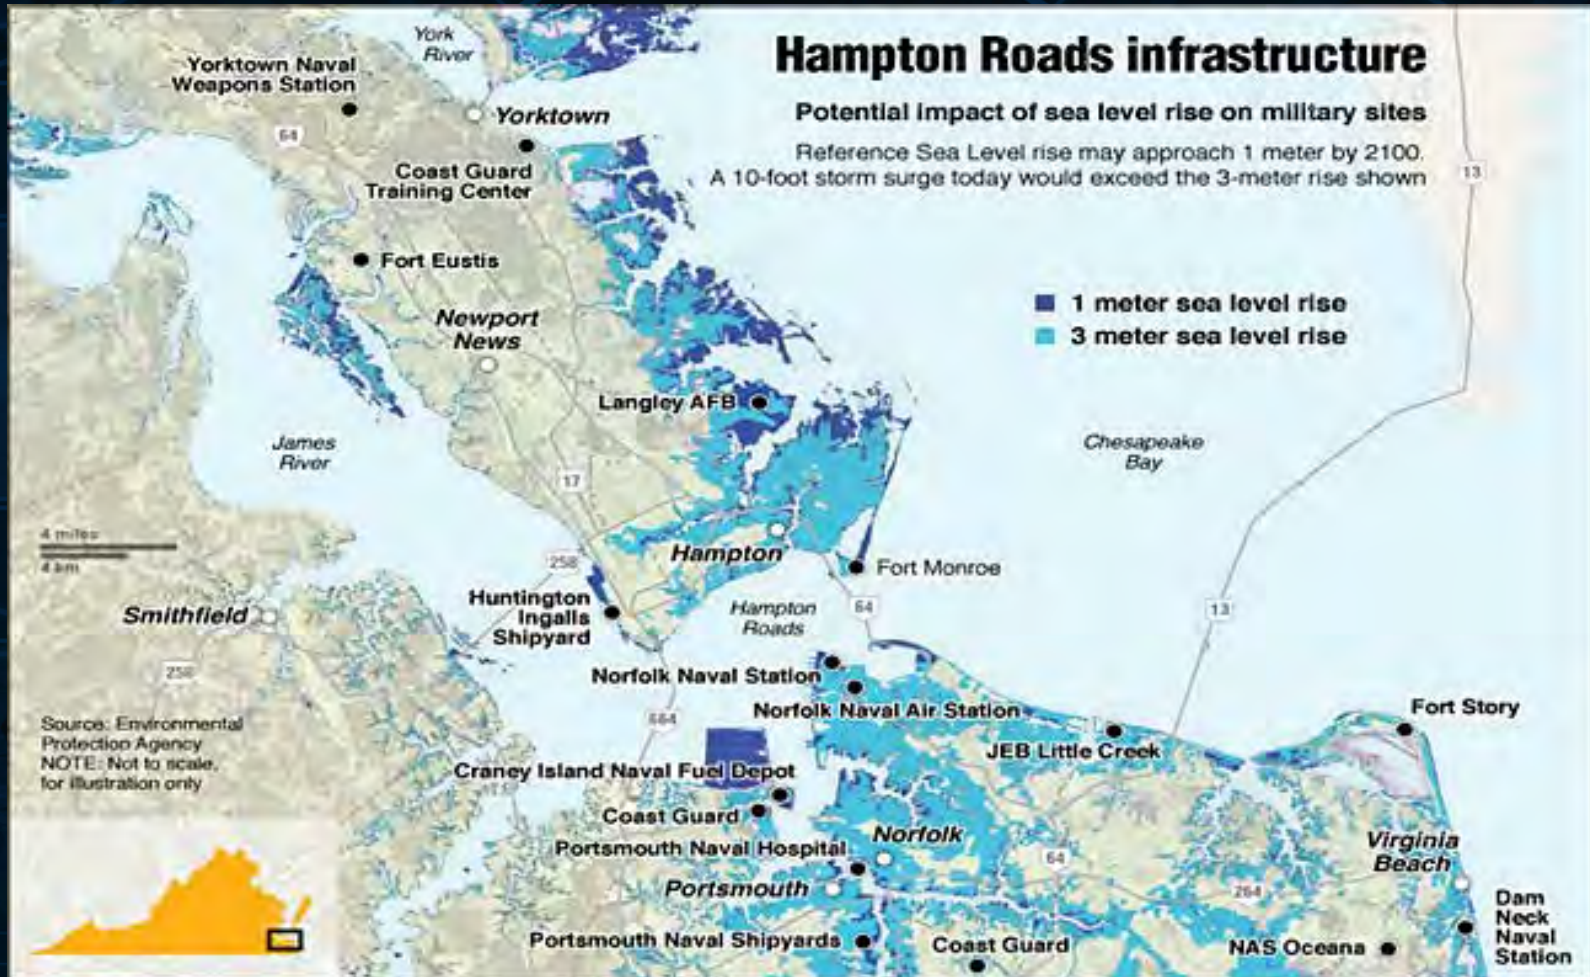 Hampton Roads infrastructure
Potential impact of sea level rise on military sites
Reference Sea Level rise may approach 1 meter by 2100.
A 10-foot storm surge today would exceed the 3-meter rise shown
1 meter sea level rise
3 meter sea level rise
York
River
Yorktown Naval
Weapons Station
64
Yorktown
Coast Guard
Training Center
13
Fort Eustis
Newport
News
Langley AFB
James
River
Chesapeake
Bay
17
4 miles
4 km
258
Hampton
Fort Monroe
Huntington
Ingalls
Shipyard
Hampton
Roads
64
13
Smithfield
258
Norfolk Naval Station
Norfolk Naval Air Station
664
Fort Story
JEB Little Creek
Source: Environmental
Protection Agency
NOTE: Not to scale,
for illustration only
Craney Island Naval Fuel Depot
Coast Guard
Norfolk
Portsmouth Naval Hospital
64
Virginia
Beach
Portsmouth
264
Dam
Neck
Naval
Station
Portsmouth Naval Shipyards
Coast Guard
NAS Oceana